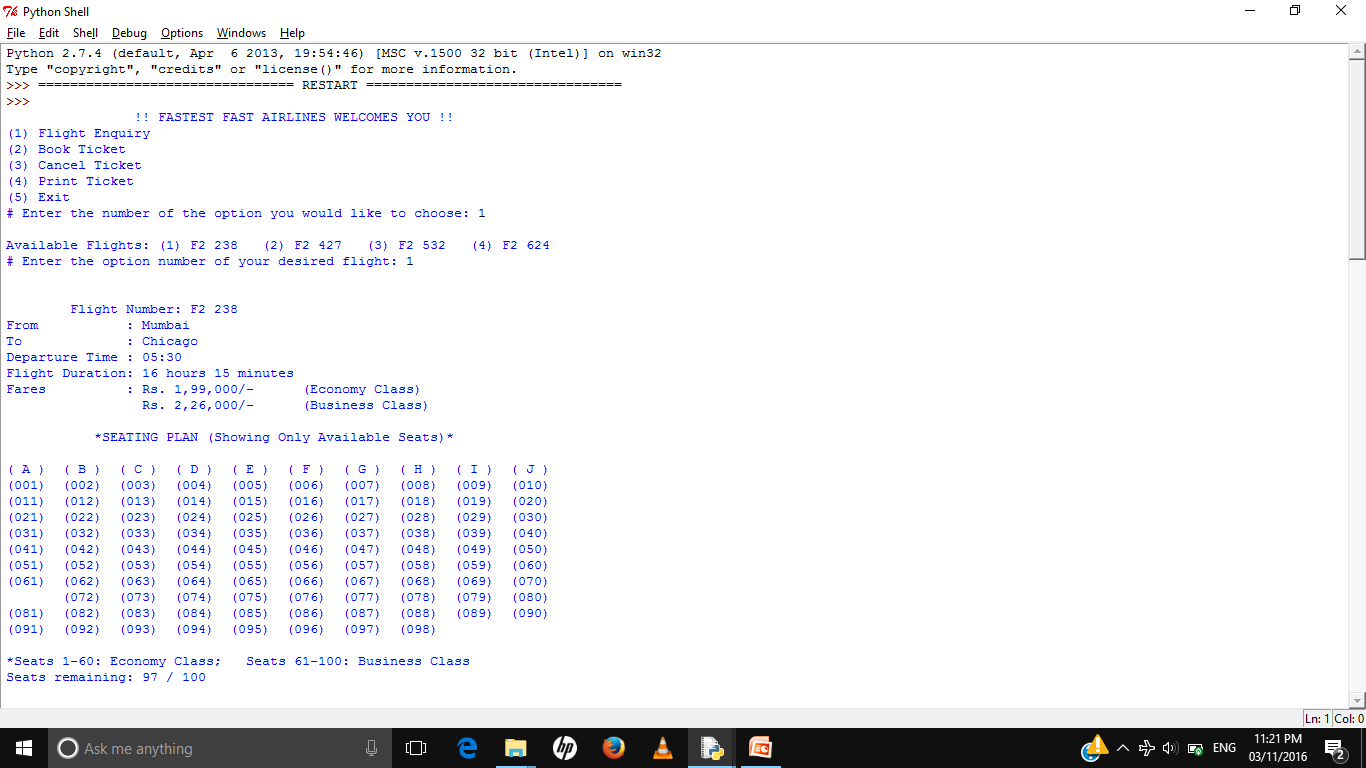 Python Shell
File Edit Shell Debug Options Windows Help
Python 2.7.4 (default, Apr  6 2013, 19:54:46) [MSC v.1500 32 bit (Intel)] on win32
Type "copyright", "credits" or "license()" for more information.
>>> ================================ RESTART ================================
>>>
!! FASTEST FAST AIRLINES WELCOMES YOU !!
(1) Flight Enquiry
(2) Book Ticket
(3) Cancel Ticket
(4) Print Ticket
(5) Exit
# Enter the number of the option you would like to choose: 1
Available Flights: (1) F2 238   (2) F2 427   (3) F2 532   (4) F2 624
# Enter the option number of your desired flight: 1
Flight Number: F2 238
From : Mumbai
To : Chicago
Departure Time : 05:30
Flight Duration: 16 hours 15 minutes
Fares : Rs. 1,99,000/- (Economy Class)
Rs. 2,26,000/- (Business Class)
*SEATING PLAN (Showing Only Available Seats)*
( A ) ( B ) ( C ) ( D ) ( E ) ( F ) ( G ) ( H ) ( I ) ( J )
(001) (002) (003) (004) (005) (006) (007) (008) (009) (010)
(011) (012) (013) (014) (015) (016) (017) (018) (019) (020)
(021) (022) (023) (024) (025) (026) (027) (028) (029) (030)
(031) (032) (033) (034) (035) (036) (037) (038) (039) (040)
(041) (042) (043) (044) (045) (046) (047) (048) (049) (050)
(051) (052) (053) (054) (055) (056) (057) (058) (059) (060)
(061) (062) (063) (064) (065) (066) (067) (068) (069) (070)
(072) (073) (074) (075) (076) (077) (078) (079) (080)
(081) (082) (083) (084) (085) (086) (087) (088) (089) (090)
(091) (092) (093) (094) (095) (096) (097) (098)
*Seats 1-60: Economy Class;   Seats 61-100: Business Class
Seats remaining: 97 / 100
Ln: 1 Col: 0
Ask me anything
hp
ENG
11:21 PM
03/11/2016
2